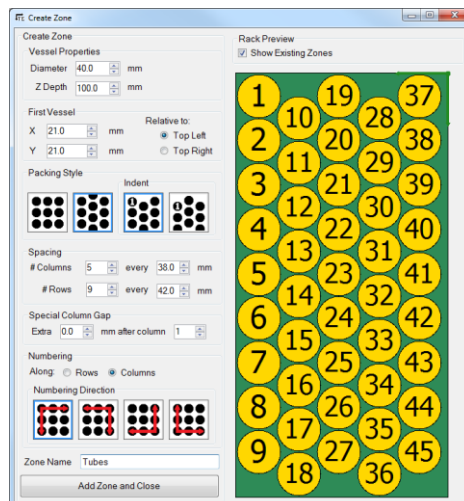 Create Zone
Create Zone
Vessel Properties
Diameter 40.0 mm
Z Depth 100.0 mm
First Vessel
X 21.0 mm
Y 21.0 mm
Relative to:
Top Left
Top Right
Packing Style
Indent
1 1
Spacing
# Columns 5 every 38.0 mm
# Rows 9 every 42.0 mm
Special Column Gap
Extra 0.0 mm after column 1
Numbering
Along: Rows Columns
Numbering Direction
Zone Name Tubes
Add Zone and Close
Rack Preview
Show Existing Zones
1 19 37
10 28
2 20 38
11 29
3 21 39
12 30
4 22 40
13 31
5 23 41
14 32
6 24 42
15 33
7 25 43
16 34
8 26 44
17 35
9 27 45
18 36